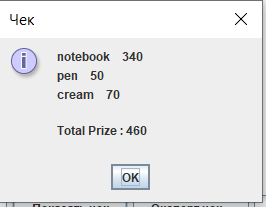 Чек
notebook 340
pen 50
cream 70
Total Prize : 460
OK